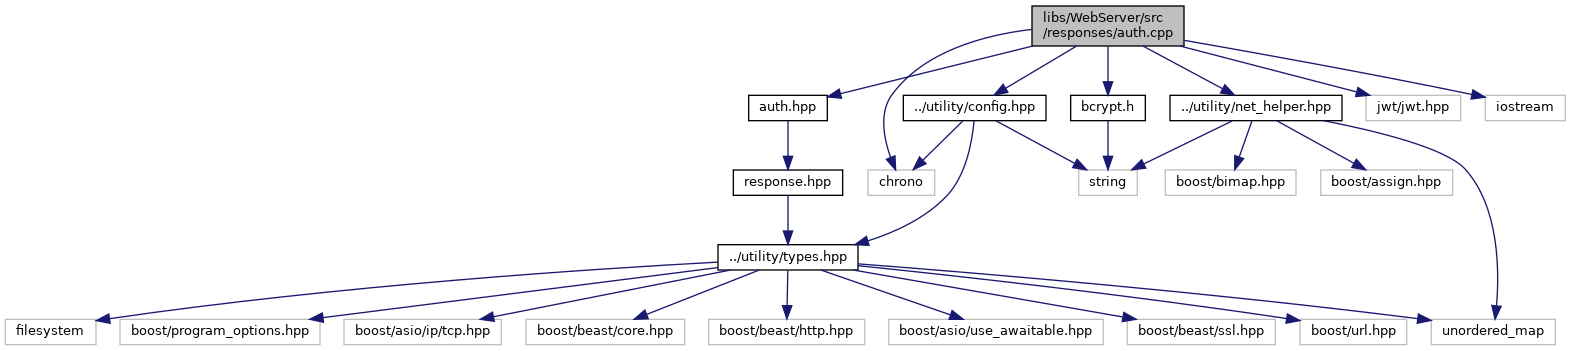 libs/WebServer/src
/responses/auth.cpp
auth.hpp
../utility/config.hpp
bcrypt.h
../utility/net_helper.hpp
jwt/jwt.hpp
iostream
response.hpp
chrono
string
boost/bimap.hpp
boost/assign.hpp
../utility/types.hpp
filesystem
boost/program_options.hpp
boost/asio/ip/tcp.hpp
boost/beast/core.hpp
boost/beast/http.hpp
boost/asio/use_awaitable.hpp
boost/beast/ssl.hpp
boost/url.hpp
unordered_map